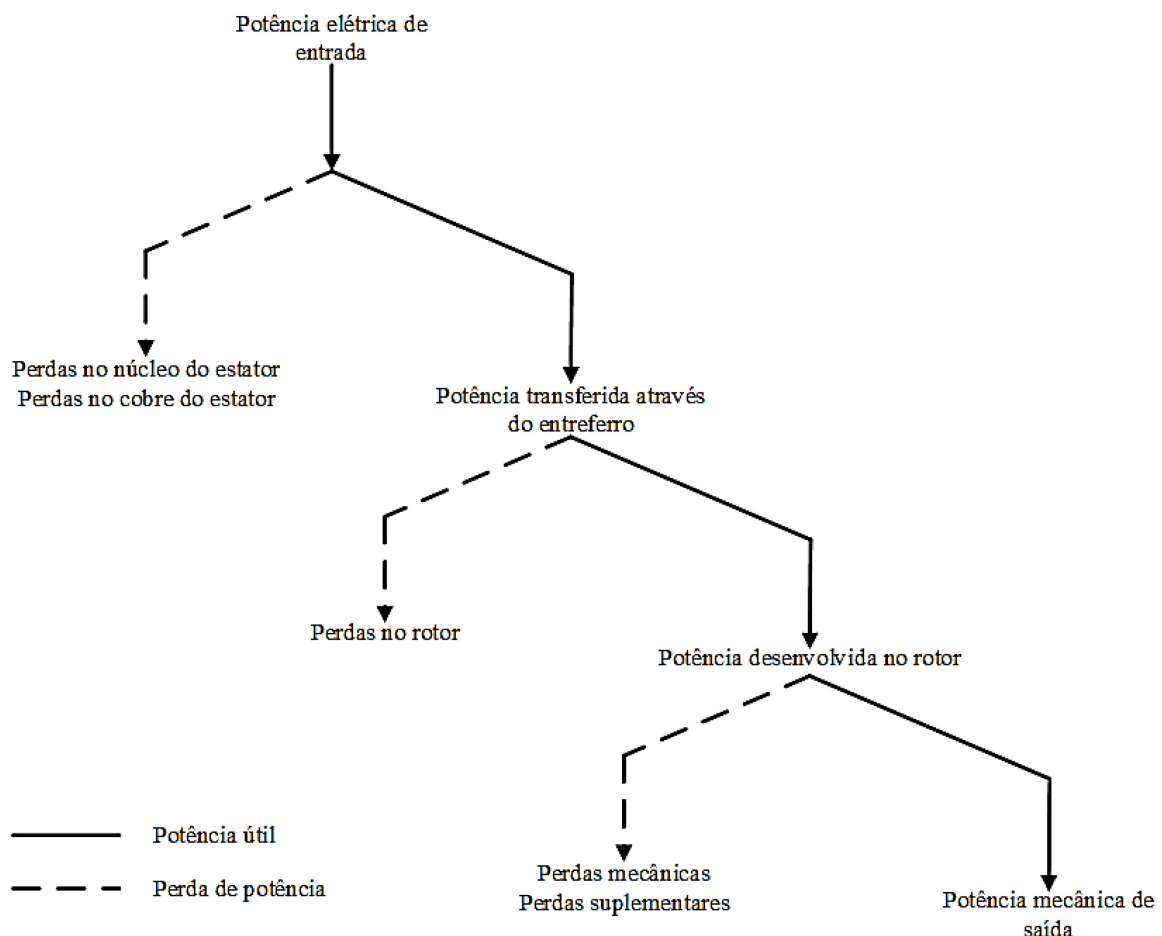 Potência elétrica de
entrada
Perdas no núcleo do estator
Perdas no cobre do estator
Potência transferida através
do entreferro
Perdas no rotor
Potência desenvolvida no rotor
Potência útil
Perda de potência
Perdas mecânicas
Perdas suplementares
Potência mecânica de
saída